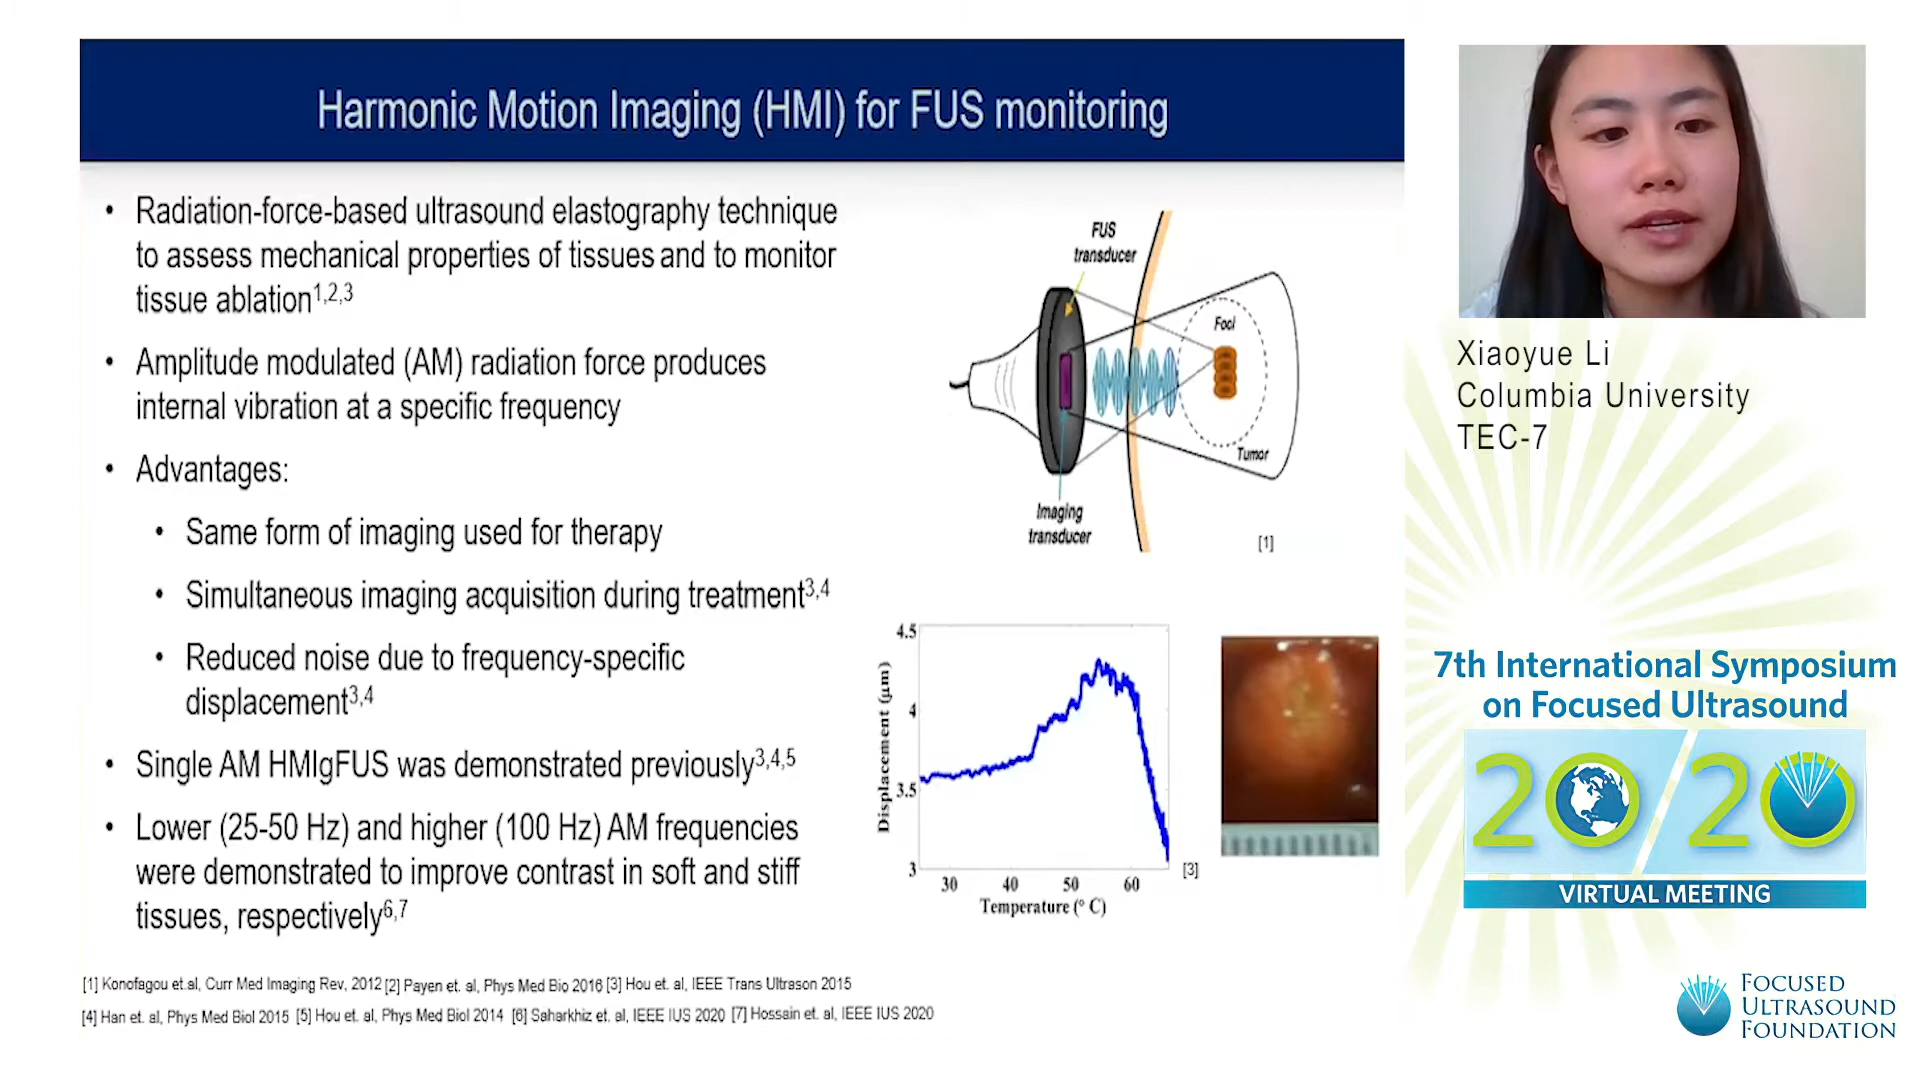 Harmonic Motion Imaging (HMI) for FUS monitoring
• Radiation-force-based ultrasound elastography technique
to assess mechanical properties of tissues and to monitor
tissue ablation1,2,3
• Amplitude modulated (AM) radiation force produces
internal vibration at a specific frequency
• Advantages:
• Same form of imaging used for therapy
• Simultaneous imaging acquisition during treatment3,4
• Reduced noise due to frequency-specific
displacement3,4
• Single AM HMIgFUS was demonstrated previously3,4,5
• Lower (25-50 Hz) and higher (100 Hz) AM frequencies
were demonstrated to improve contrast in soft and stiff
tissues, respectively6,7
FUS
transducer
Foci
Tumor
Imaging
transducer
[1]
Displacement (μm)
4.5
4
3.5
3
30 40 50 60
Temperature (° C)
[3]
[1] Konofagou et.al, Curr Med Imaging Rev, 2012 [2] Payen et. al, Phys Med Bio 2016 [3] Hou et. al, IEEE Trans Ultrason 2015
[4] Han et. al, Phys Med Biol 2015 [5] Hou et. al, Phys Med Biol 2014 [6] Saharkhiz et. al, IEEE IUS 2020 [7] Hossain et. al, IEEE IUS 2020
Xiaoyue Li
Columbia University
TEC-7
7th International Symposium
on Focused Ultrasound
20/20
VIRTUAL MEETING
FOCUSED
ULTRASOUND
FOUNDATION